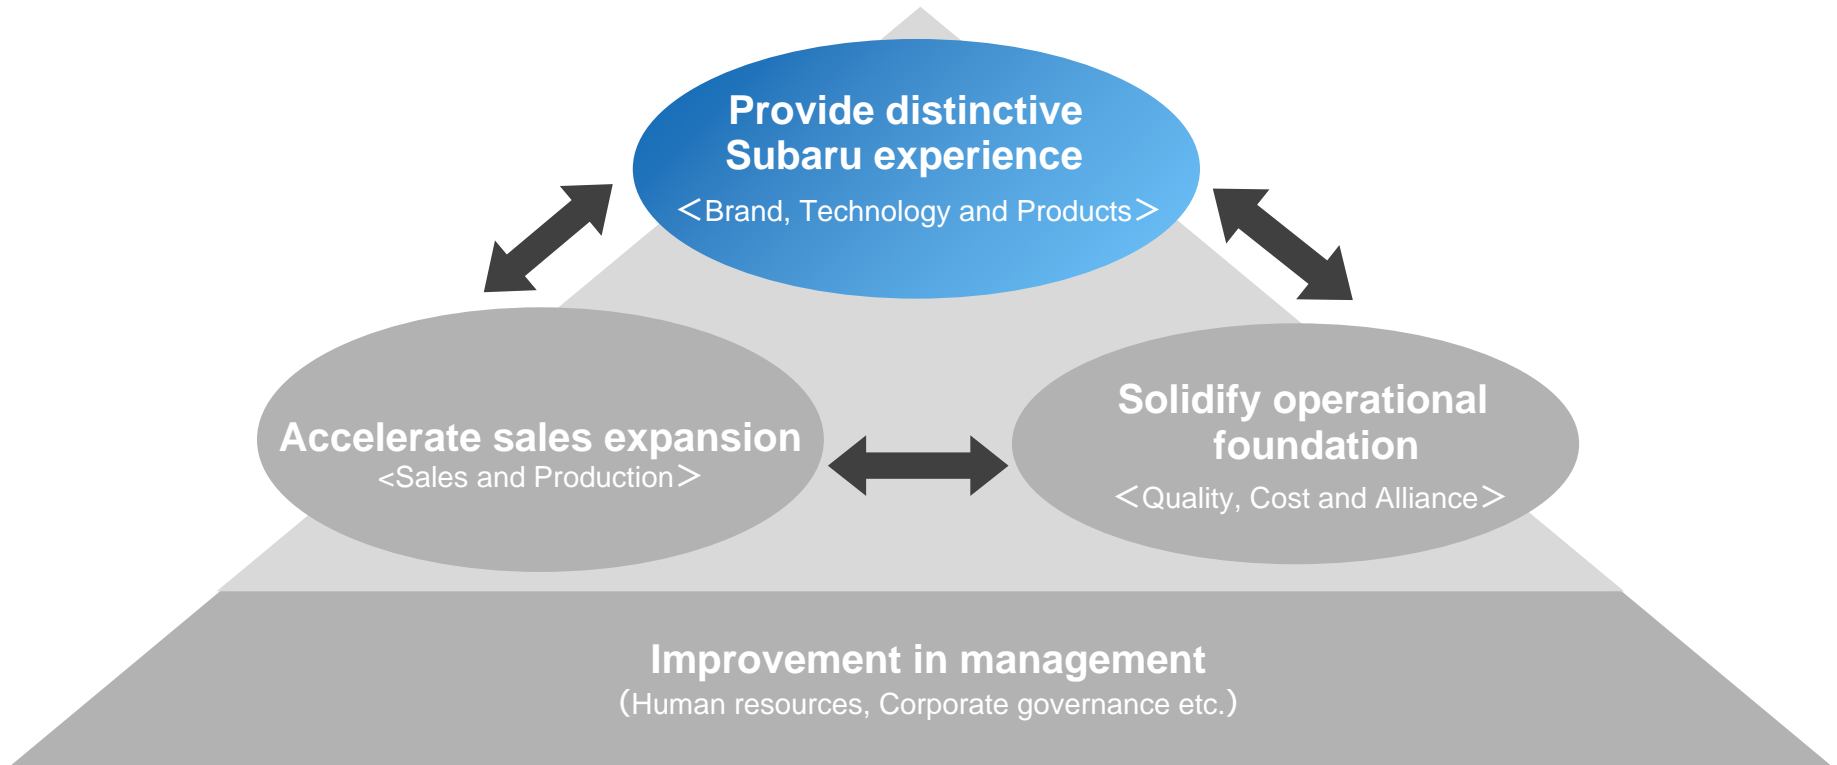 Provide distinctive
Subaru experience
＜Brand, Technology and Products＞
Accelerate sales expansion
<Sales and Production＞
Solidify operational
foundation
＜Quality, Cost and Alliance＞
Improvement in management
（Human resources, Corporate governance etc.）